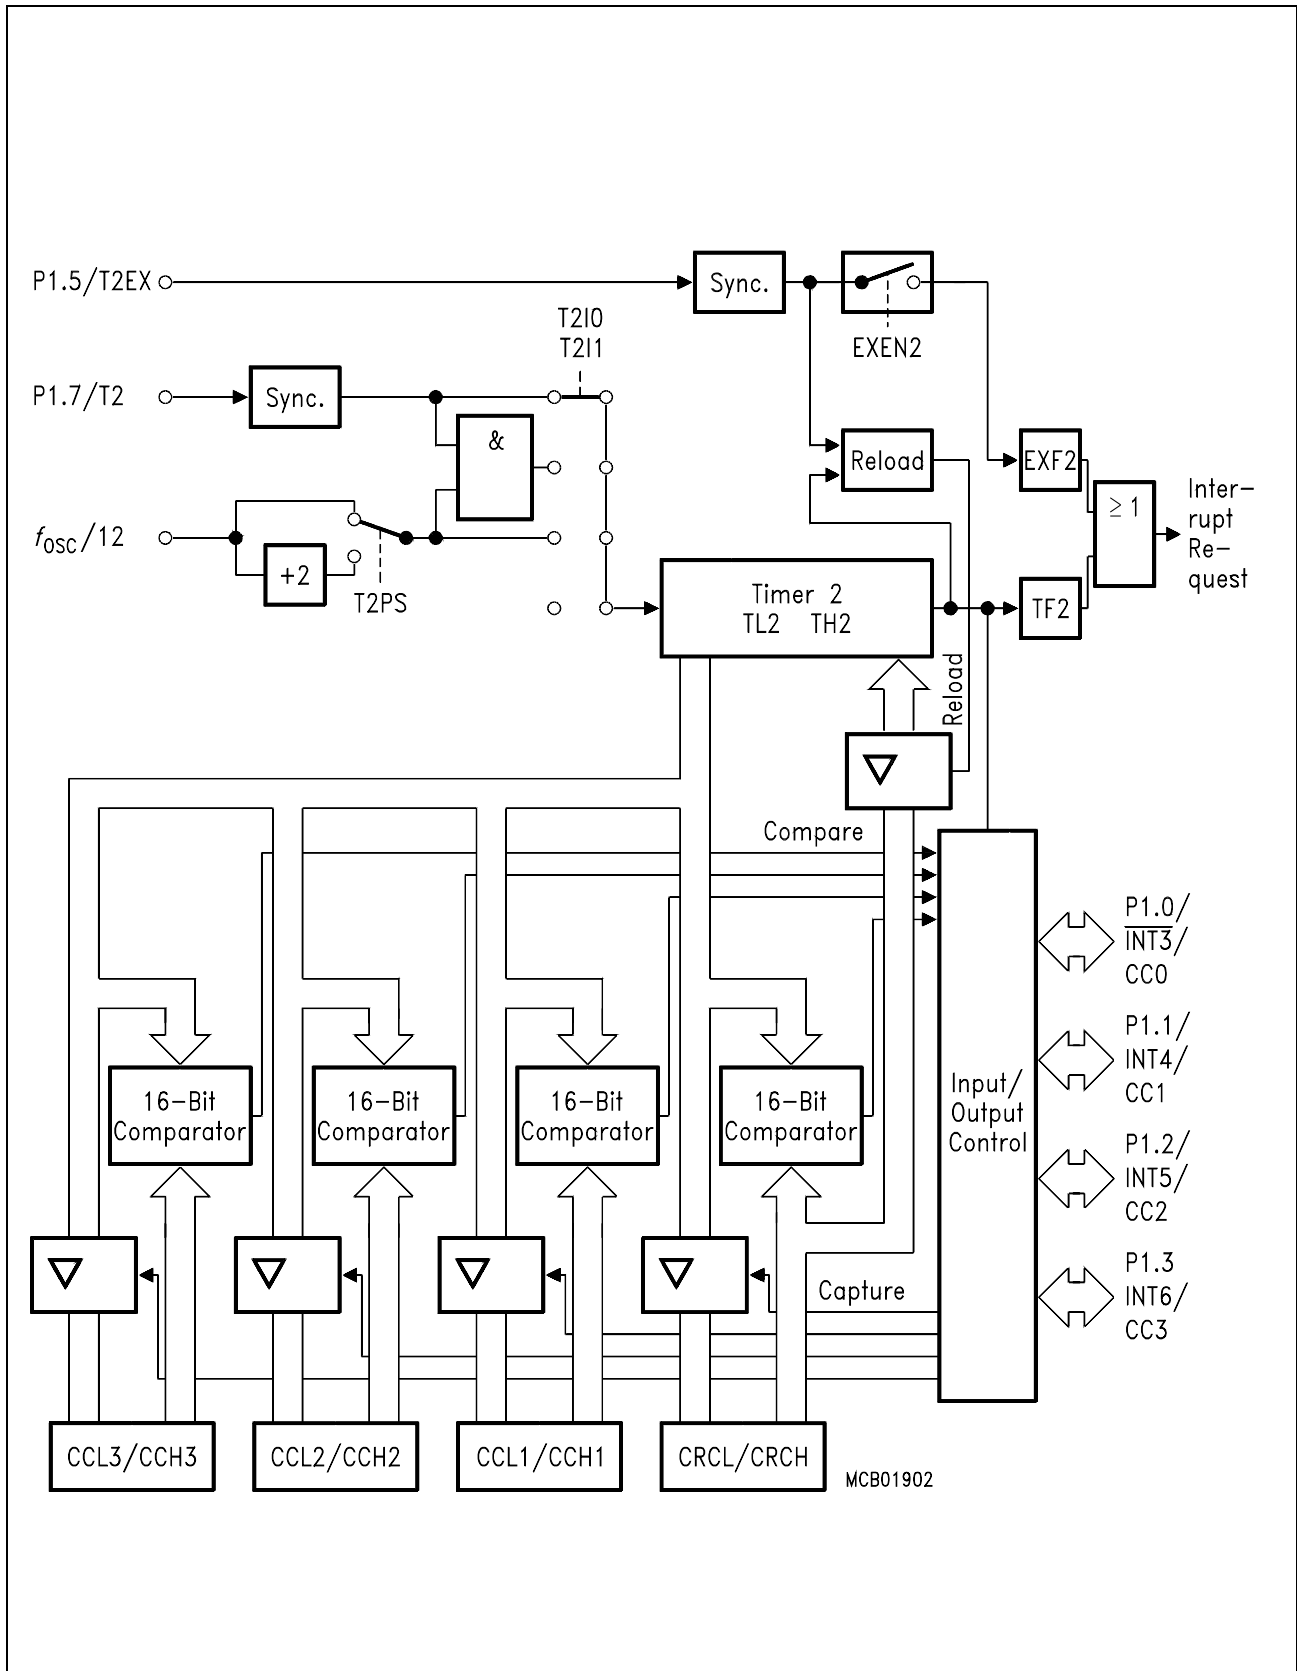 P1.5/T2EX
Sync.
EXEN2
T2I0
T2I1
P1.7/T2
Sync.
&
Reload
EXF2
≥ 1
Inter-
rupt
Re-
quest
fOSC/12
+2
T2PS
Timer 2
TL2 TH2
TF2
Reload
Compare
P1.0/
INT3/
CC0
P1.1/
INT4/
CC1
P1.2/
INT5/
CC2
P1.3
INT6/
CC3
Input/
Output
Control
16-Bit
Comparator
16-Bit
Comparator
16-Bit
Comparator
16-Bit
Comparator
Capture
CCL3/CCH3
CCL2/CCH2
CCL1/CCH1
CRCL/CRCH
MCB01902